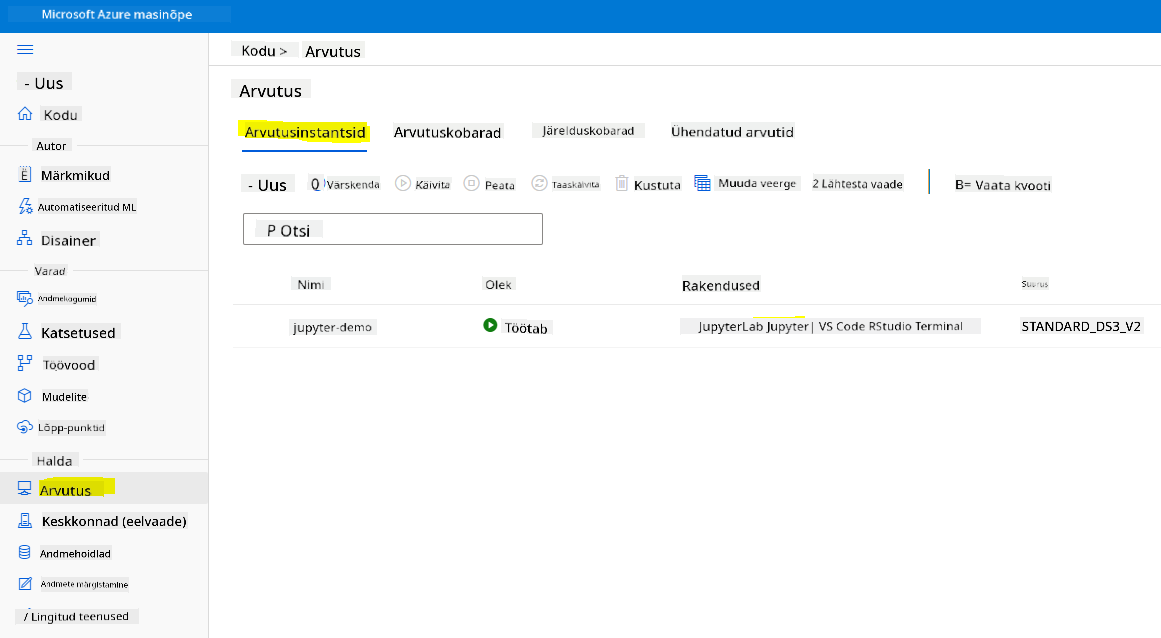 Microsoft Azure masinõpe
Kodu > Arvutus
- Uus
Kodu
Autor
Märkmikud
Automatiseeritud ML
Disainer
Varad
Andmekogumid
Katsetused
Töövood
Mudelite
Lõpp-punktid
Halda
Arvutus
Keskkonnad (eelvaade)
Andmehoidlad
Andmete märgistamine
/ Lingitud teenused
Arvutus
Arvutusinstantsid Arvutuskobarad Järelduskobarad Ühendatud arvutid
- Uus Värskenda Käivita Peata Taaskäivita Kustuta Muuda veerge 2 Lähtesta vaade B= Vaata kvooti
P Otsi
Nimi Olek Rakendused Suurus
jupyter-demo Töötab JupyterLab Jupyter| VS Code RStudio Terminal STANDARD_DS3_V2